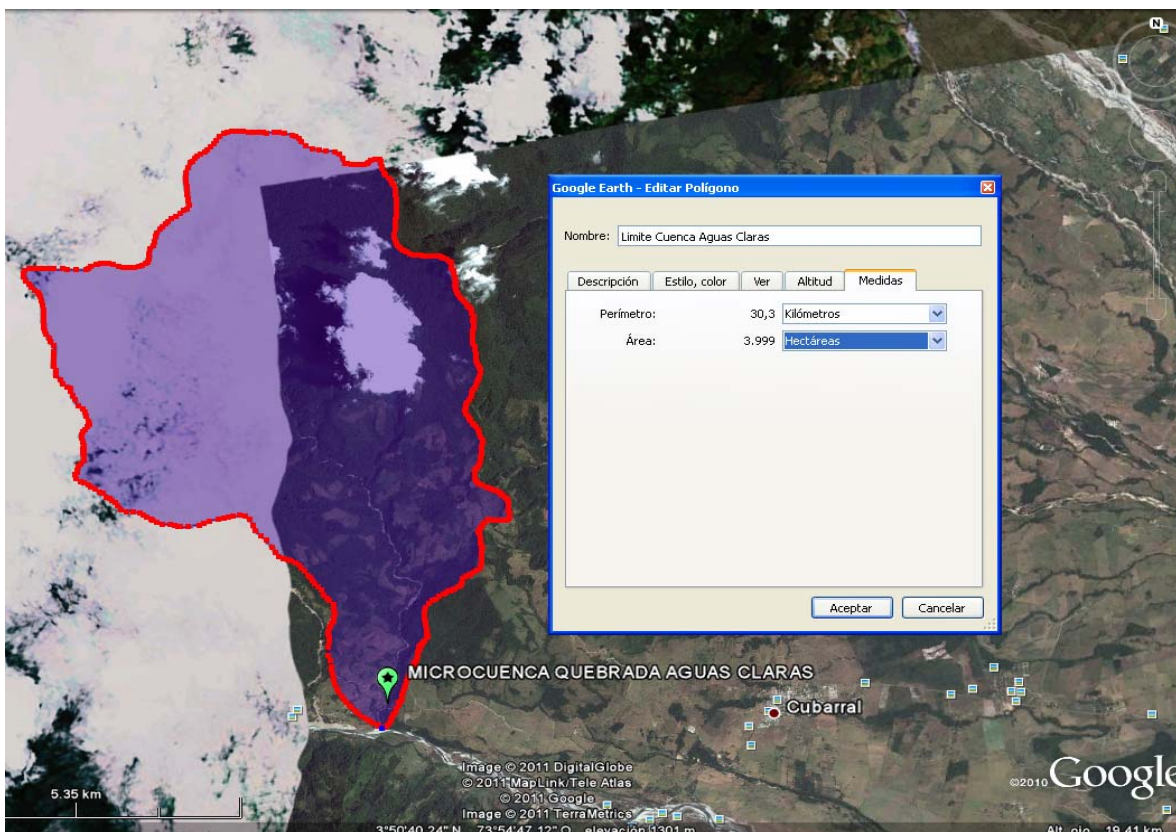 N
Google Earth - Editar Polígono
Nombre: Limite Cuenca Aguas Claras
Descripción Estilo, color Ver Altitud Medidas
Perímetro: 30,3 Kilómetros
Área: 3.999 Hectáreas
Aceptar Cancelar
MICROCUENCA QUEBRADA AGUAS CLARAS
Cubarral
Image © 2011 DigitalGlobe
© 2011 MapLink/Tele Atlas
© 2011 Google
Image © 2011 TerraMetrics
©2010 Google
5.35 km
3°50'40.24" N 73°54'47.12" O elevación 1301 m
Alt. ojo 19.41 km